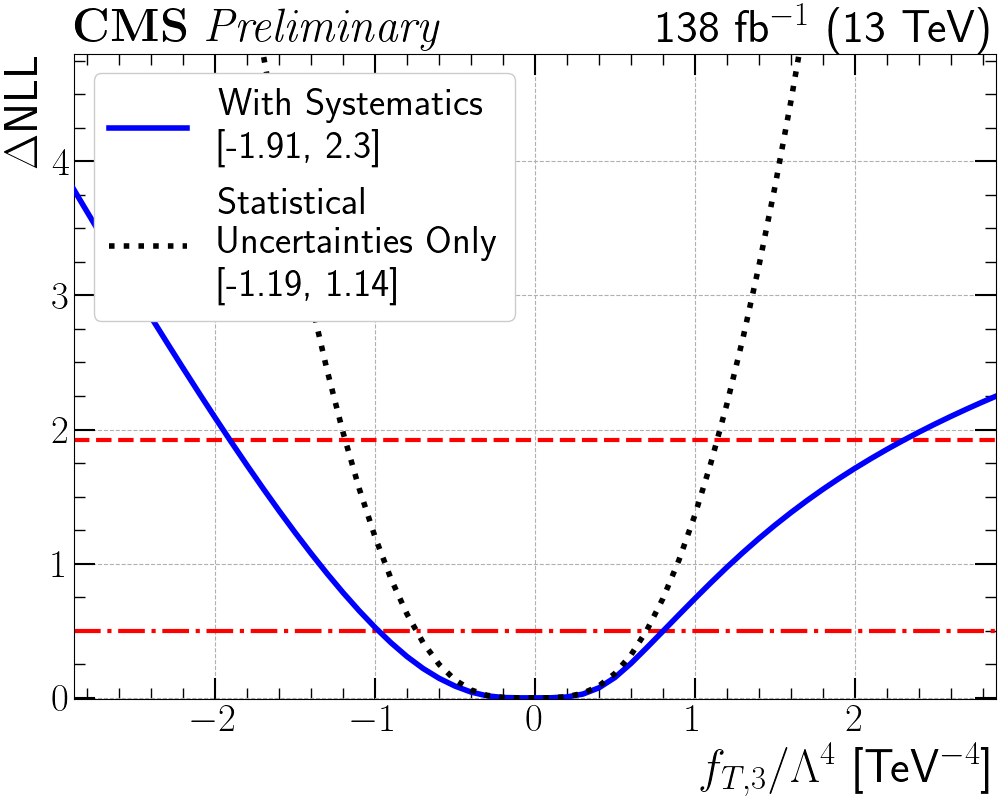 CMS Preliminary
138 fb⁻¹ (13 TeV)
ΔNLL
With Systematics
[-1.91, 2.3]
Statistical
Uncertainties Only
[-1.19, 1.14]
4
3
2
1
0
−2
−1
0
1
2
f_{T,3}/Λ⁴ [TeV⁻⁴]